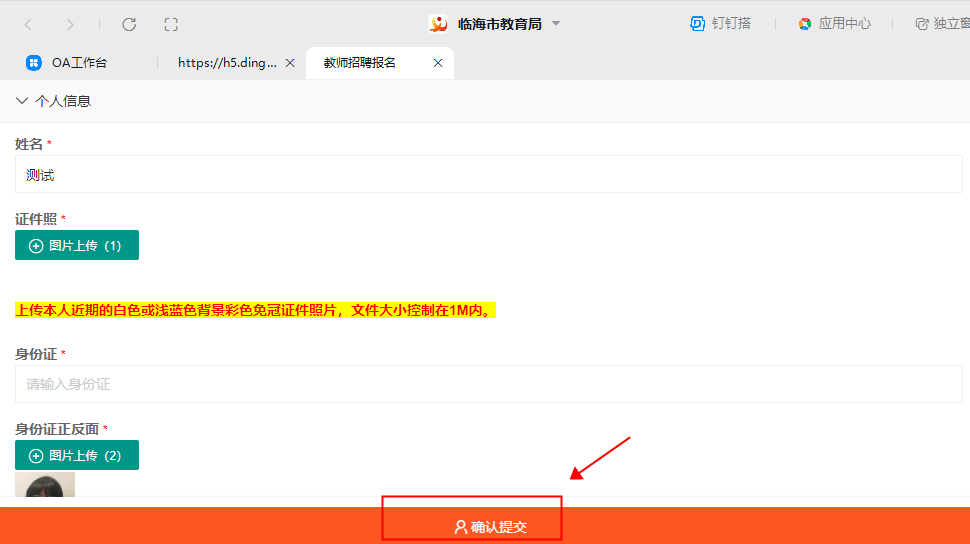 临海市教育局
钉钉搭
应用中心
独立窗
OA工作台
https://h5.ding...
教师招聘报名
个人信息
姓名 *
测试
证件照 *
图片上传（1）
上传本人近期的白色或浅蓝色背景彩色免冠证件照片，文件大小控制在1M内。
身份证 *
请输入身份证
身份证正反面 *
图片上传（2）
确认提交